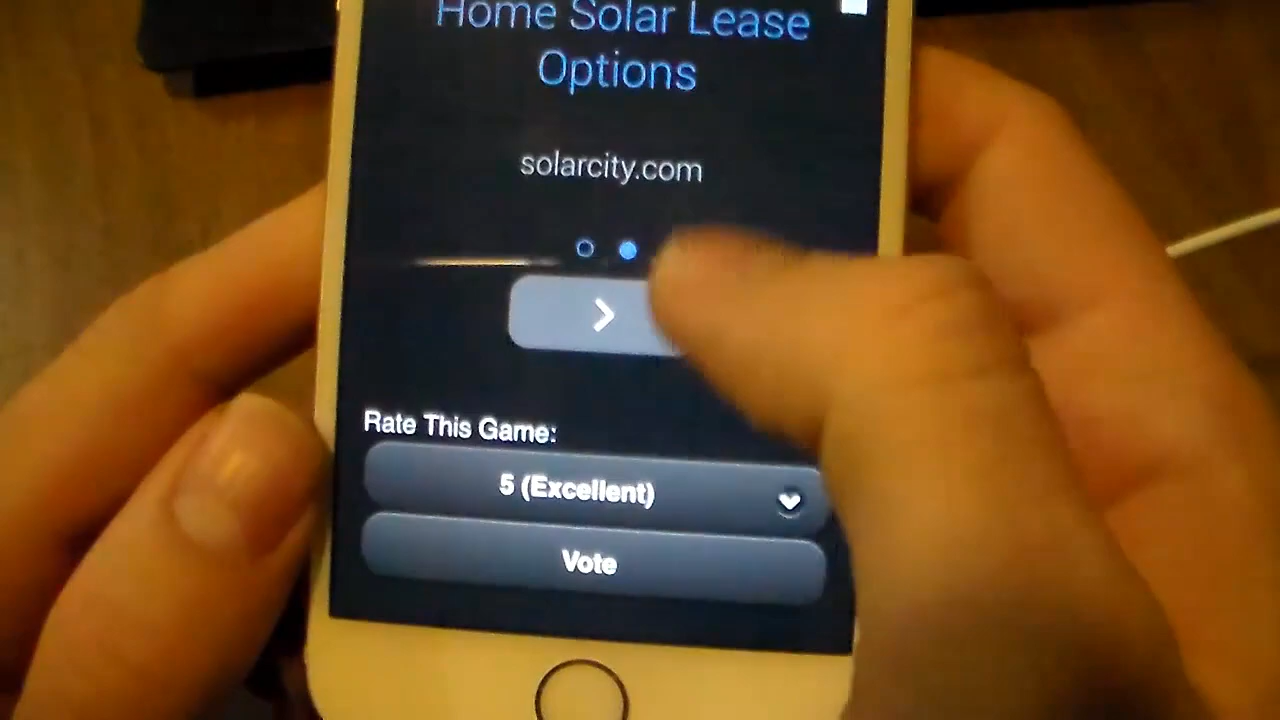 Home Solar Lease
Options
solarcity.com
Rate This Game:
5 (Excellent)
Vote